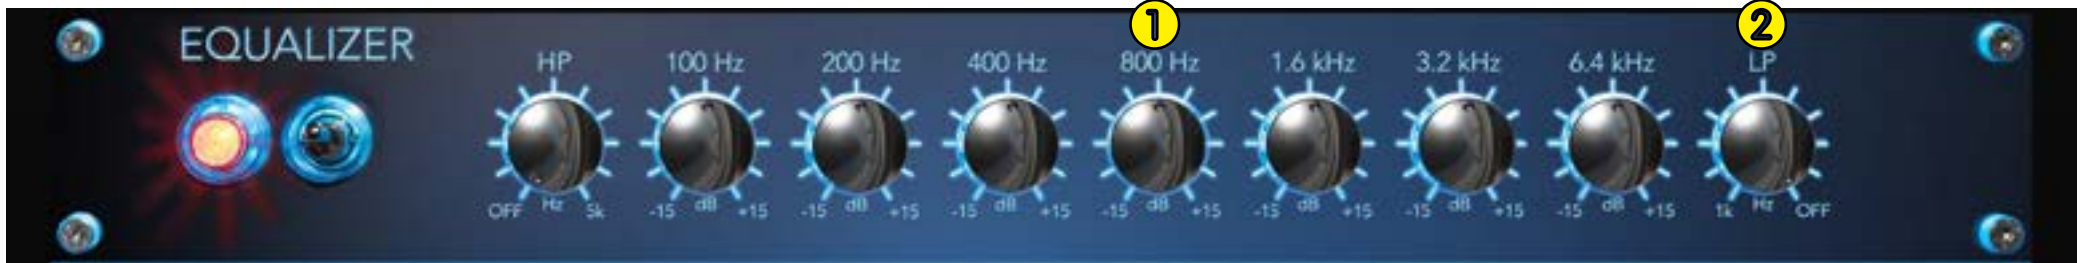 1
2
EQUALIZER
HP
100 Hz
200 Hz
400 Hz
800 Hz
1.6 kHz
3.2 kHz
6.4 kHz
LP
OFF Hz 5k
-15 dB +15
-15 dB +15
-15 dB +15
-15 dB +15
-15 dB +15
-15 dB +15
-15 dB +15
1k Hz OFF